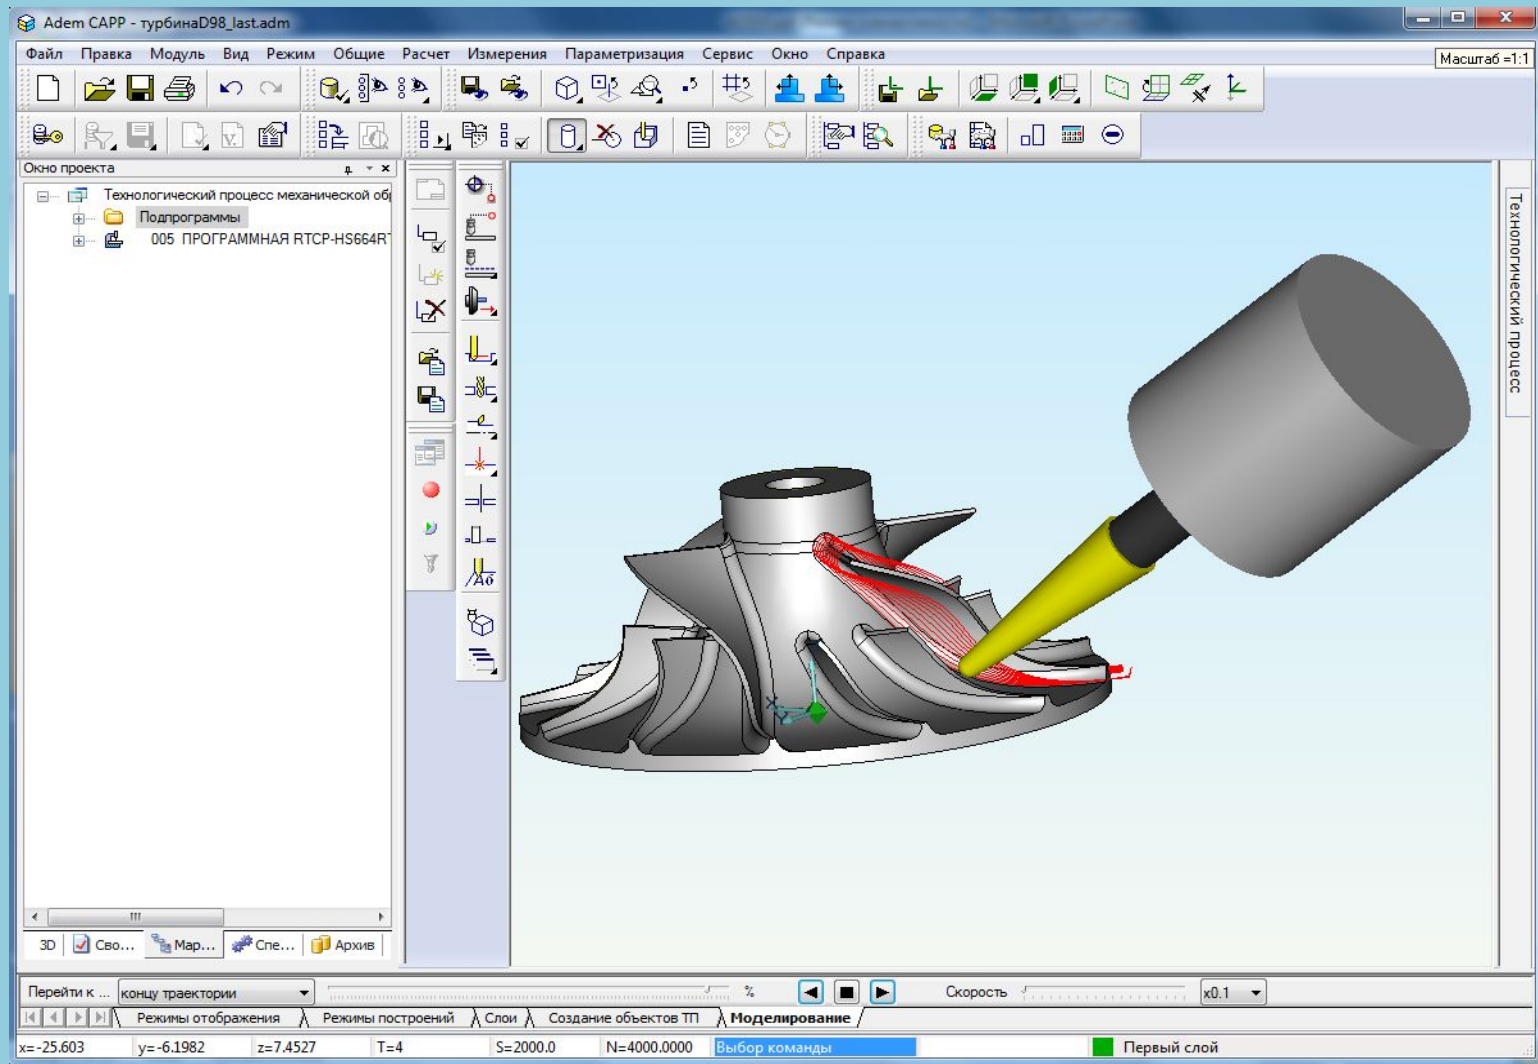 Adem CAPP - турбинаD98_last.adm
Файл Правка Модуль Вид Режим Общие Расчет Измерения Параметризация Сервис Окно Справка
Масштаб =1:1
Окно проекта
Технологический процесс механической об
Подпрограммы
005 ПРОГРАММНАЯ RTCP-HS664R
Технологический процесс
3D Сво... Мар... Спе... Архив
Перейти к ... концу траектории % Скорость x0.1
Режимы отображения Режимы построений Слои Создание объектов ТП Моделирование
x=-25.603 y=-6.1982 z=7.4527 T=4 S=2000.0 N=4000.0000 Выбор команды Первый слой